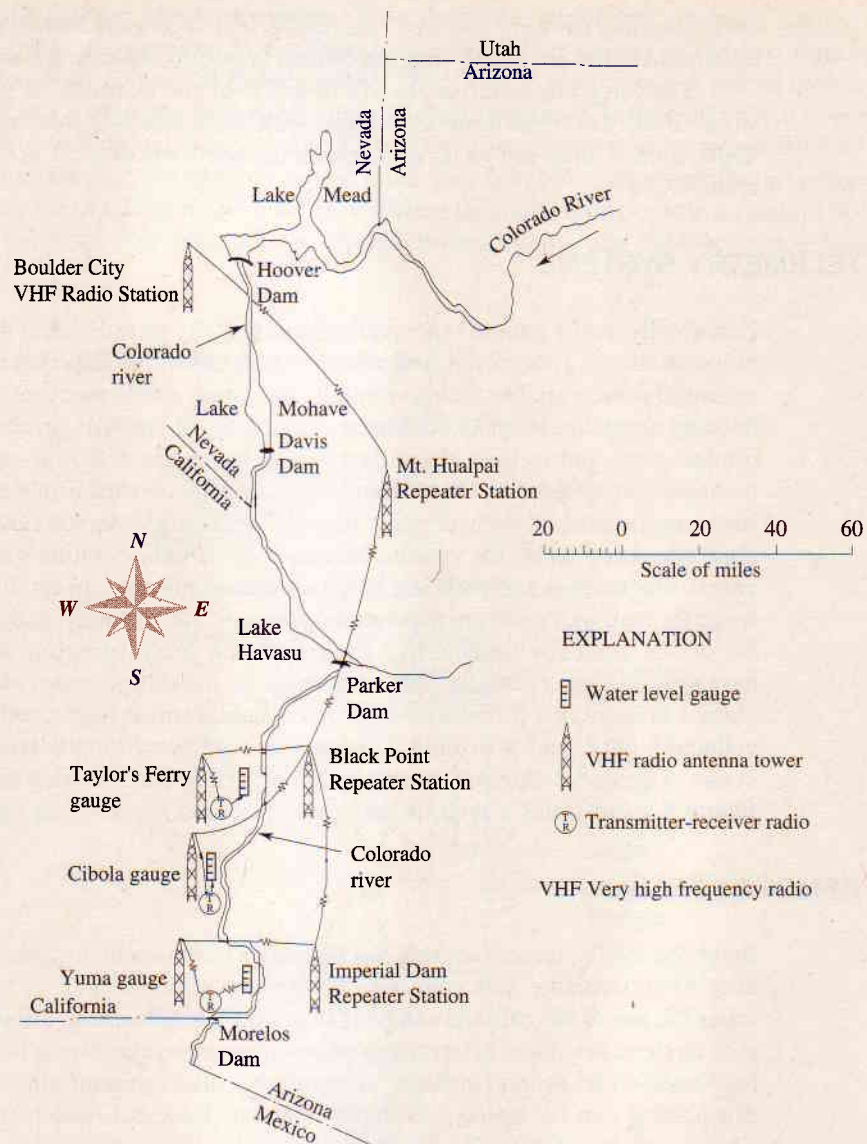 Utah
Arizona
Nevada
Arizona
Lake Mead
Colorado River
Boulder City
VHF Radio Station
Hoover
Dam
Colorado
river
Lake Mohave
Nevada
California
Davis
Dam
Mt. Hualpai
Repeater Station
20 0 20 40 60
Scale of miles
N
W E
S
Lake
Havasu
Parker
Dam
EXPLANATION
Water level gauge
VHF radio antenna tower
T
R Transmitter-receiver radio
VHF Very high frequency radio
Taylor's Ferry
gauge
T
R
Black Point
Repeater Station
Cibola gauge
T
R
Colorado
river
Yuma gauge
T
R
Imperial Dam
Repeater Station
California
Morelos
Dam
Arizona
Mexico